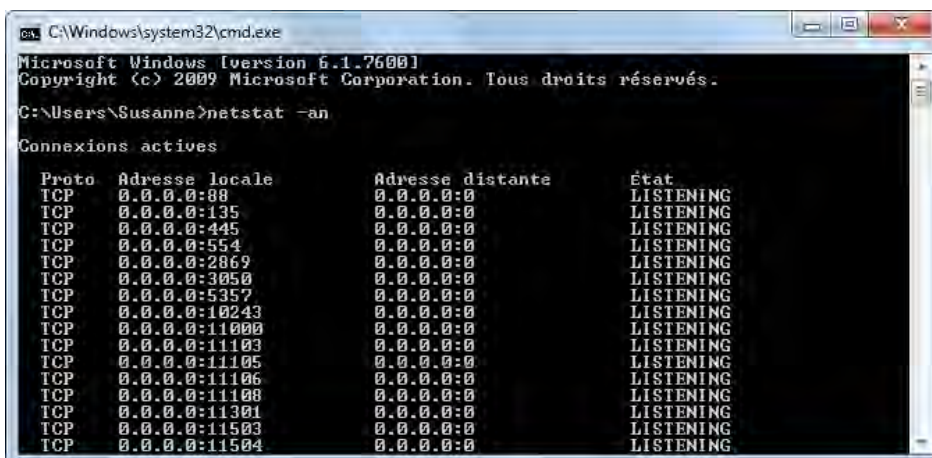 C:\Windows\system32\cmd.exe
Microsoft Windows [version 6.1.7600]
Copyright (c) 2009 Microsoft Corporation. Tous droits réservés.
C:\Users\Susanne>netstat -an
Connexions actives
Proto Adresse locale Adresse distante État
TCP 0.0.0.0:88 0.0.0.0:0 LISTENING
TCP 0.0.0.0:135 0.0.0.0:0 LISTENING
TCP 0.0.0.0:445 0.0.0.0:0 LISTENING
TCP 0.0.0.0:554 0.0.0.0:0 LISTENING
TCP 0.0.0.0:2869 0.0.0.0:0 LISTENING
TCP 0.0.0.0:3050 0.0.0.0:0 LISTENING
TCP 0.0.0.0:5357 0.0.0.0:0 LISTENING
TCP 0.0.0.0:10243 0.0.0.0:0 LISTENING
TCP 0.0.0.0:11000 0.0.0.0:0 LISTENING
TCP 0.0.0.0:11103 0.0.0.0:0 LISTENING
TCP 0.0.0.0:11105 0.0.0.0:0 LISTENING
TCP 0.0.0.0:11106 0.0.0.0:0 LISTENING
TCP 0.0.0.0:11108 0.0.0.0:0 LISTENING
TCP 0.0.0.0:11301 0.0.0.0:0 LISTENING
TCP 0.0.0.0:11503 0.0.0.0:0 LISTENING
TCP 0.0.0.0:11504 0.0.0.0:0 LISTENING